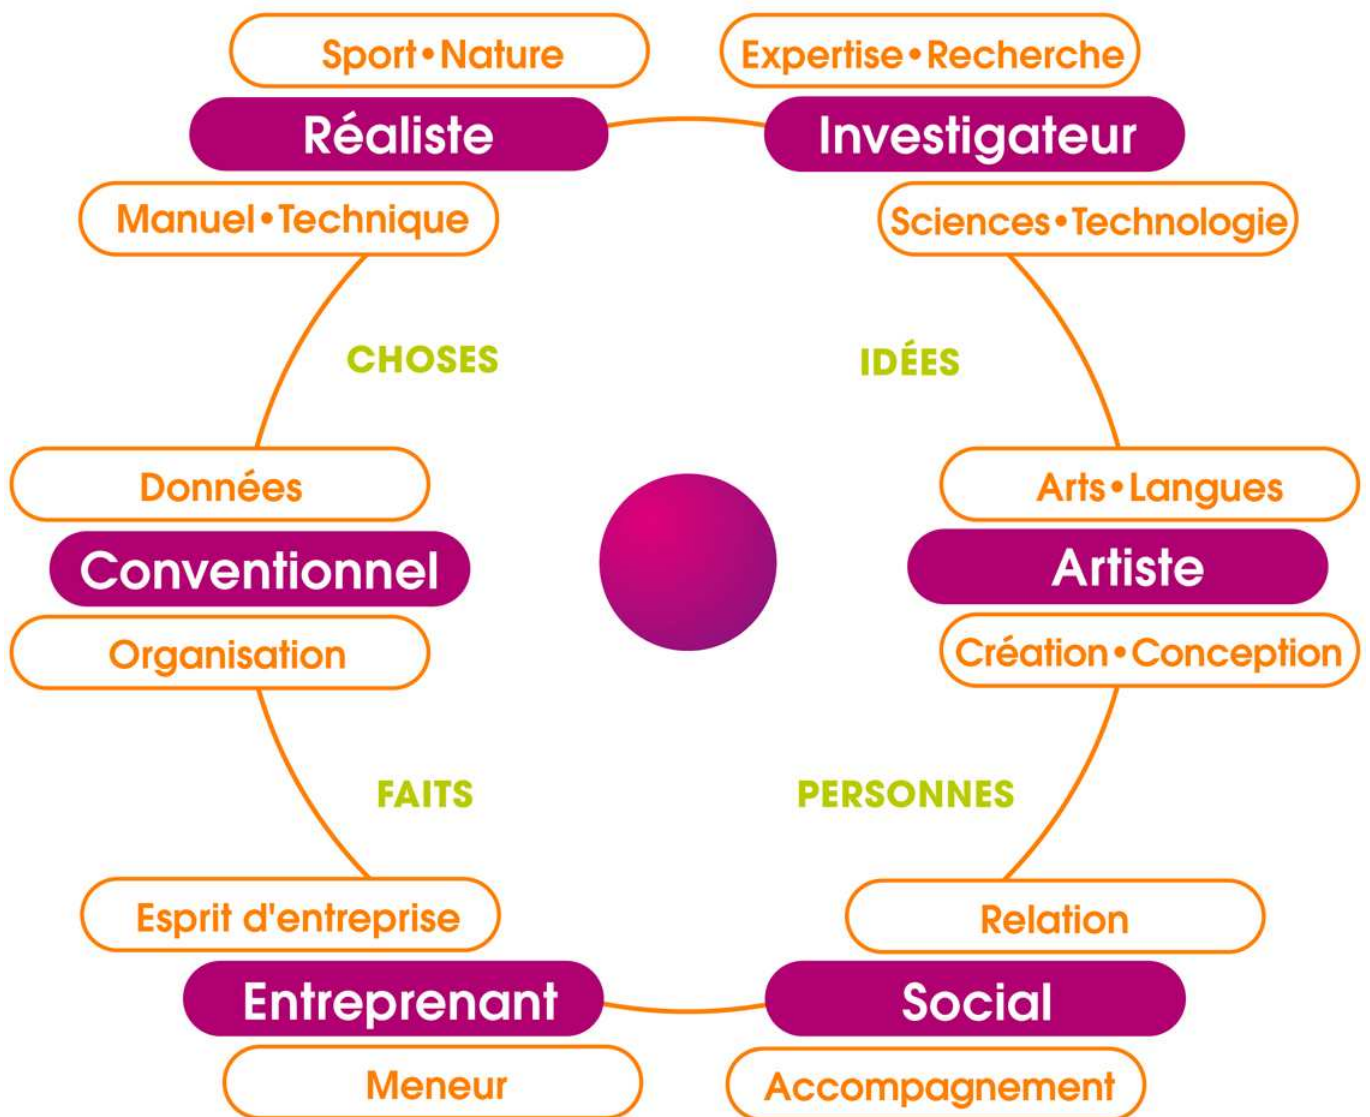 Sport•Nature
Expertise•Recherche
Réaliste
Investigateur
Manuel•Technique
Sciences•Technologie
CHOSES
IDÉES
Données
Arts•Langues
Conventionnel
Artiste
Organisation
Création•Conception
FAITS
PERSONNES
Esprit d'entreprise
Relation
Entreprenant
Social
Meneur
Accompagnement